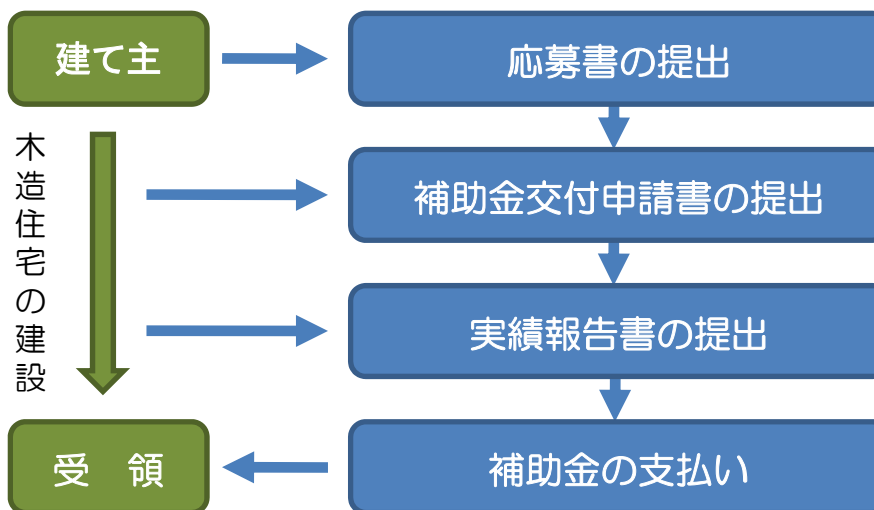 建て主
応募書の提出
木造住宅の建設
補助金交付申請書の提出
実績報告書の提出
受　領
補助金の支払い